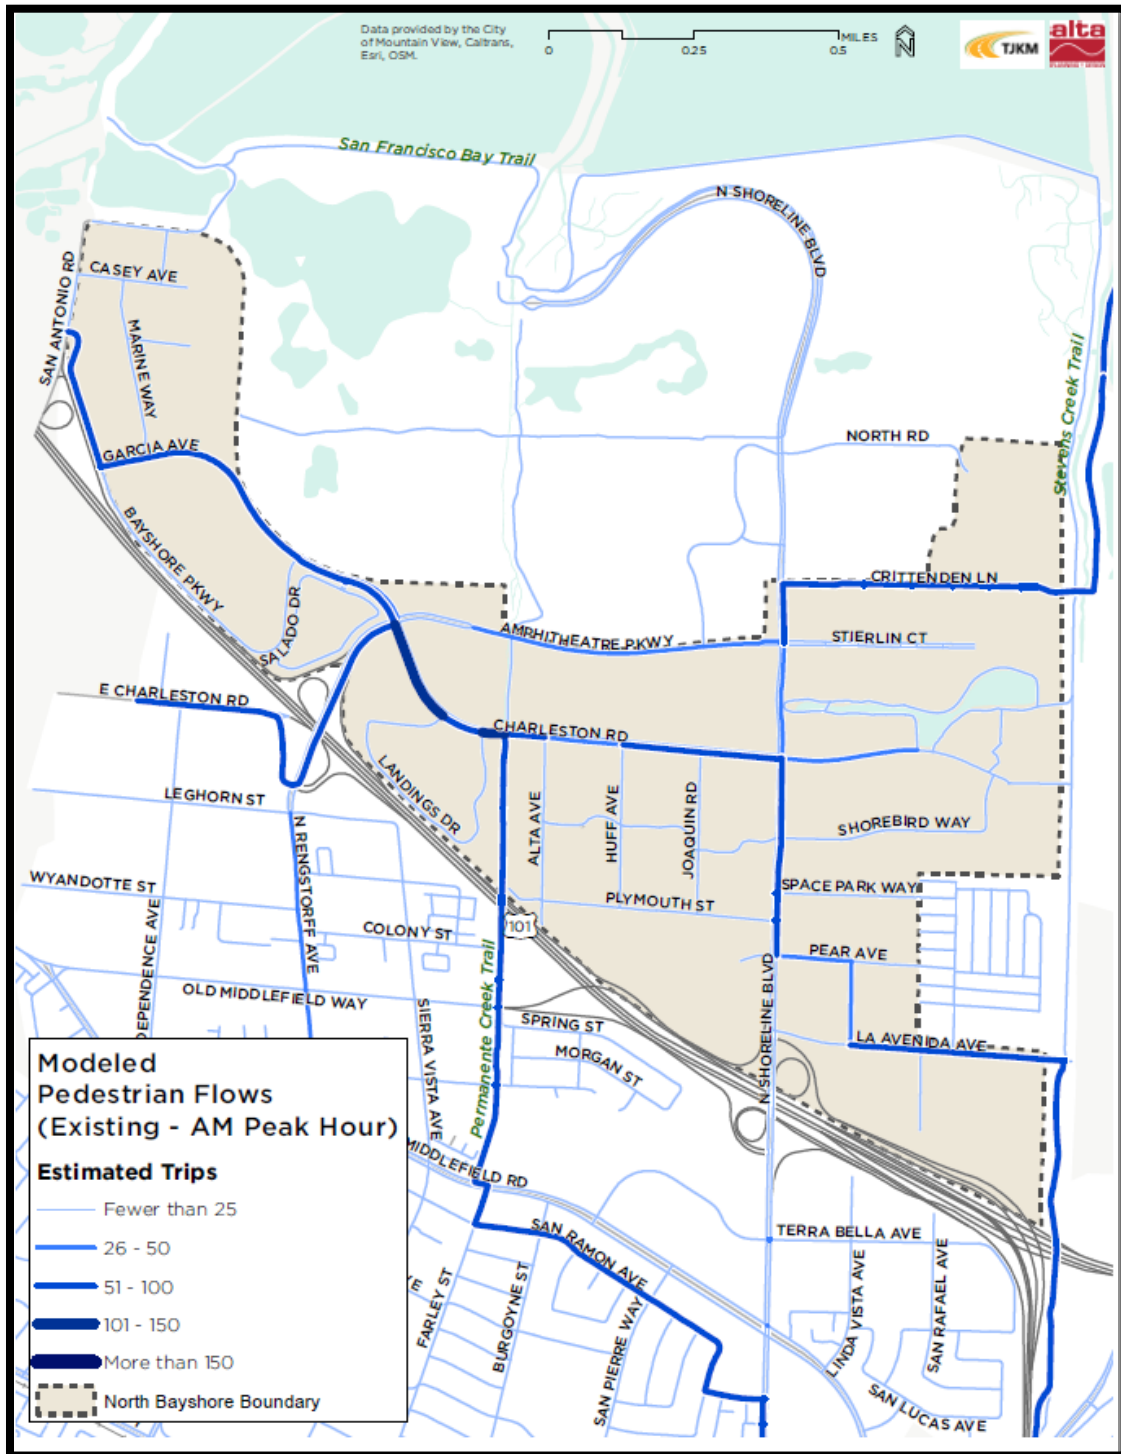 Data provided by the City
of Mountain View, Caltrans,
Esri, OSM.
0
0.25
0.5
MILES
N
TJKM
alta
San Francisco Bay Trail
N SHORELINE BLVD
SAN ANTONIO RD
CASEY AVE
MARINE WAY
Stevens Creek Trail
NORTH RD
GARCIA AVE
BAYSHORE PKWY
CRITTENDEN LN
SALADO DR
AMPHITHEATRE PKWY
STIERLIN CT
E CHARLESTON RD
CHARLESTON RD
LANDINGS DR
LEGHORN ST
ALTA AVE
HUFF AVE
JOAQUIN RD
SHOREBIRD WAY
N RENGSTORFF AVE
WYANDOTTE ST
SPACE PARK WAY
PLYMOUTH ST
101
COLONY ST
DEPENDENCE AVE
PEAR AVE
Permanente Creek Trail
N SHORELINE BLVD
OLD MIDDLEFIELD WAY
SIERRA VISTA AVE
SPRING ST
LA AVENIDA AVE
MORGAN ST
MIDDLEFIELD RD
SAN RAMON AVE
TERRA BELLA AVE
VE
FARLEY ST
BURGOYNE ST
SAN PIERRE WAY
LINDA VISTA AVE
SAN RAFAEL AVE
SAN LUCAS AVE
Modeled
Pedestrian Flows
(Existing - AM Peak Hour)
Estimated Trips
Fewer than 25
26 - 50
51 - 100
101 - 150
More than 150
North Bayshore Boundary